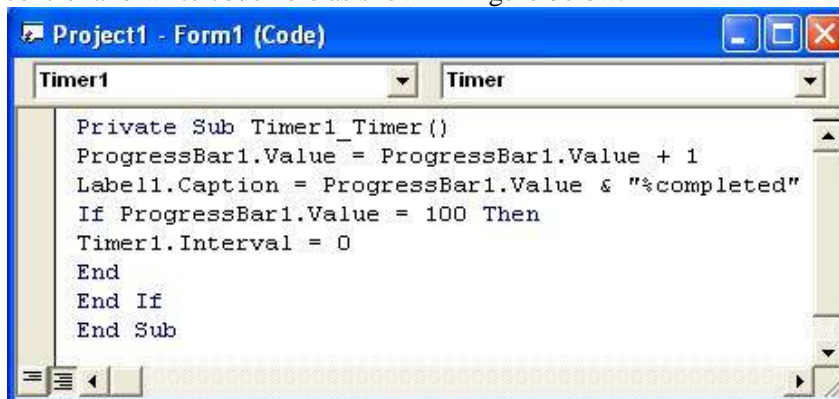 Project1 - Form1 (Code)
Timer1 Timer
Private Sub Timer1_Timer()
ProgressBar1.Value = ProgressBar1.Value + 1
Label1.Caption = ProgressBar1.Value & "%completed"
If ProgressBar1.Value = 100 Then
Timer1.Interval = 0
End
End If
End Sub